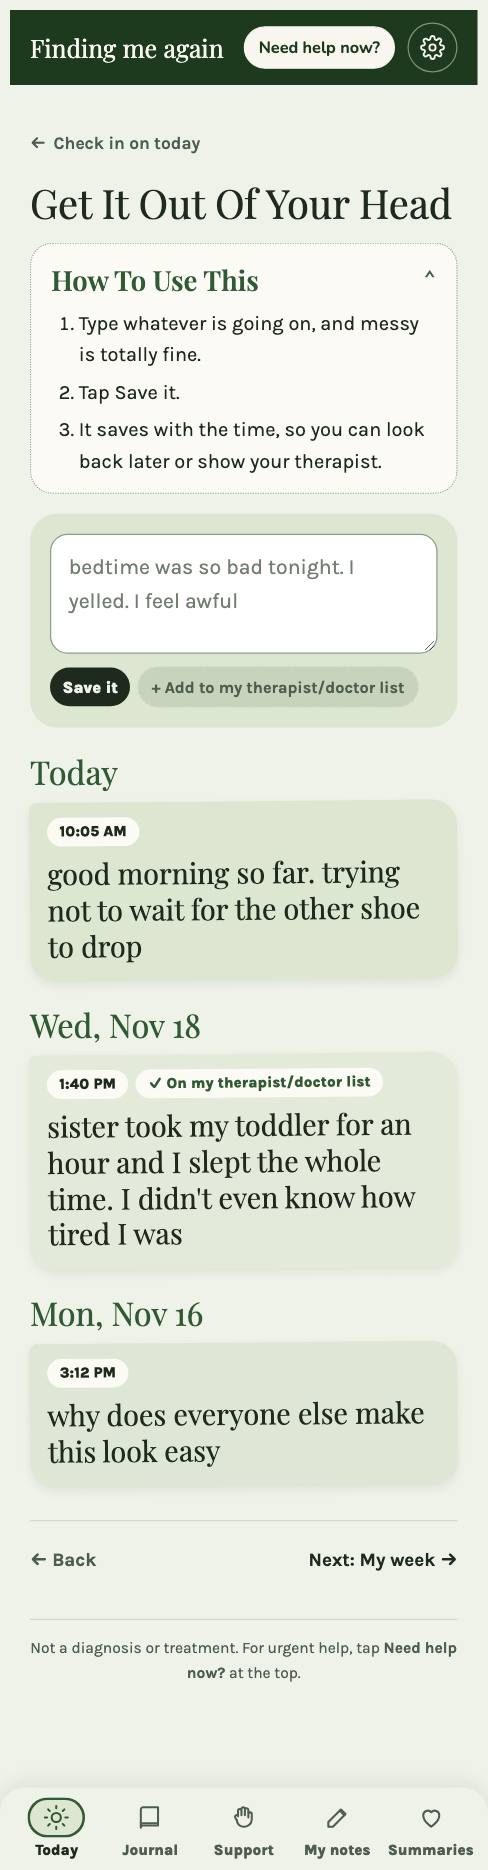 Finding me again
Need help now?
← Check in on today
Get It Out Of Your Head
How To Use This
1. Type whatever is going on, and messy
is totally fine.
2. Tap Save it.
3. It saves with the time, so you can look
back later or show your therapist.
bedtime was so bad tonight. I
yelled. I feel awful
Save it
+ Add to my therapist/doctor list
Today
10:05 AM
good morning so far. trying
not to wait for the other shoe
to drop
Wed, Nov 18
1:40 PM
✓ On my therapist/doctor list
sister took my toddler for an
hour and I slept the whole
time. I didn't even know how
tired I was
Mon, Nov 16
3:12 PM
why does everyone else make
this look easy
← Back
Next: My week →
Not a diagnosis or treatment. For urgent help, tap Need help
now? at the top.
Today
Journal
Support
My notes
Summaries